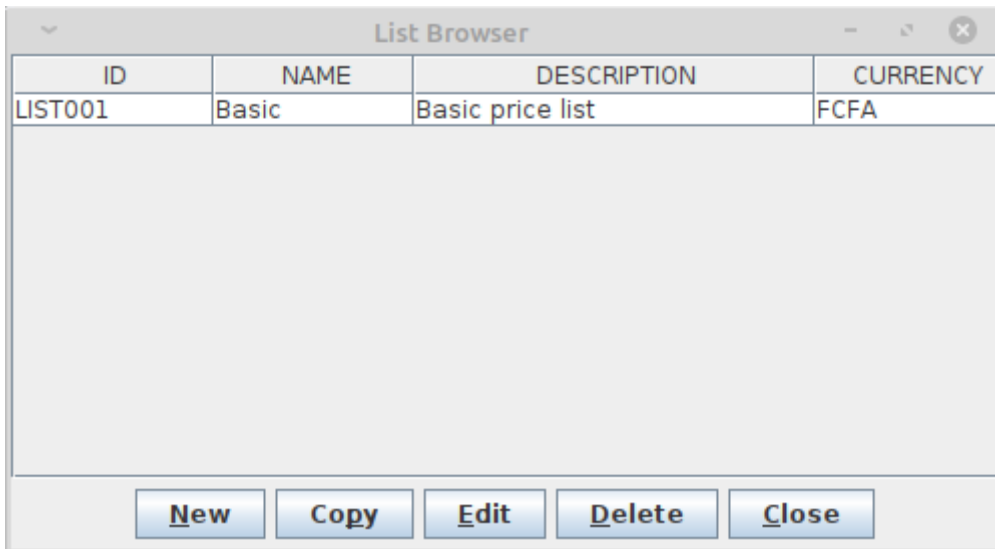 List Browser
ID NAME DESCRIPTION CURRENCY
LIST001 Basic Basic price list FCFA
New Copy Edit Delete Close